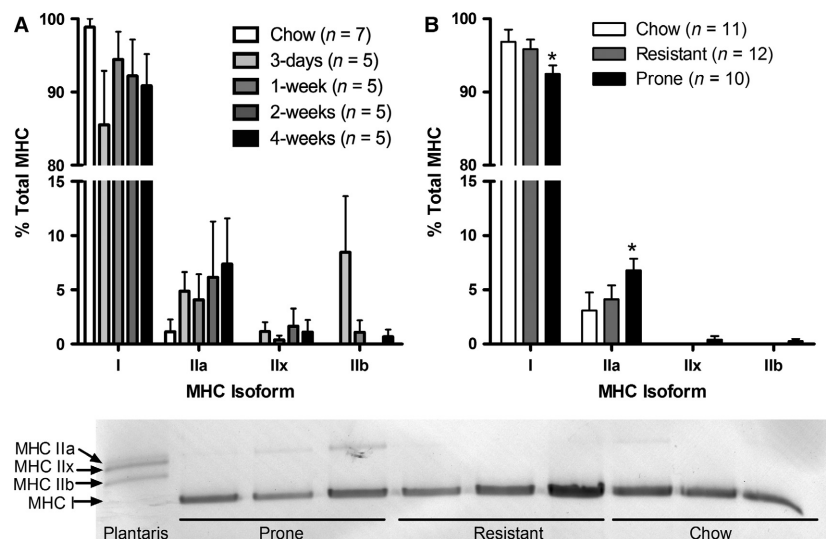 A
100
90
80
15
10
5
0
% Total MHC
Chow (n = 7)
3-days (n = 5)
1-week (n = 5)
2-weeks (n = 5)
4-weeks (n = 5)
I IIa IIx IIb
MHC Isoform
B
100
90
80
15
10
5
0
% Total MHC
Chow (n = 11)
Resistant (n = 12)
Prone (n = 10)
*
*
I IIa IIx IIb
MHC Isoform
MHC IIa
MHC IIx
MHC IIb
MHC I
Plantaris Prone Resistant Chow